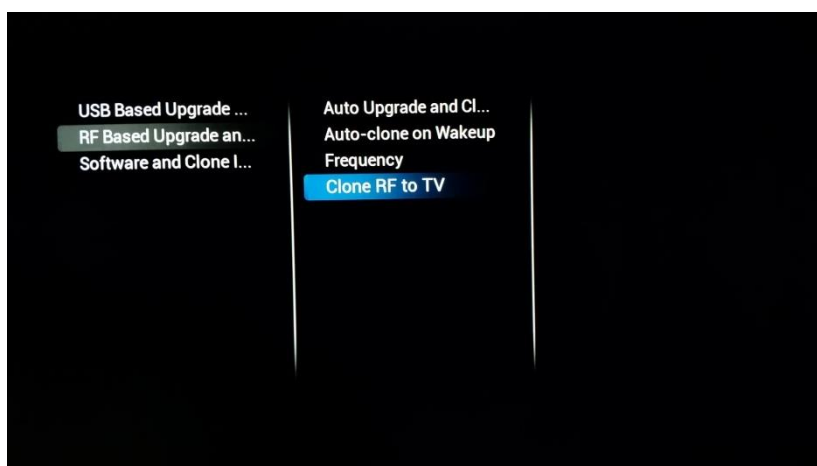 USB Based Upgrade ...
RF Based Upgrade an...
Software and Clone I...
Auto Upgrade and Cl...
Auto-clone on Wakeup
Frequency
Clone RF to TV